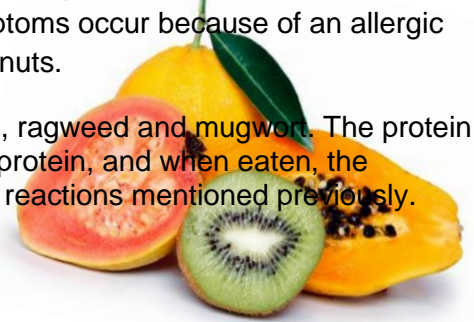 otoms occur because of an allergic
nuts.
, ragweed and mugwort. The protein
protein, and when eaten, the
reactions mentioned previously.